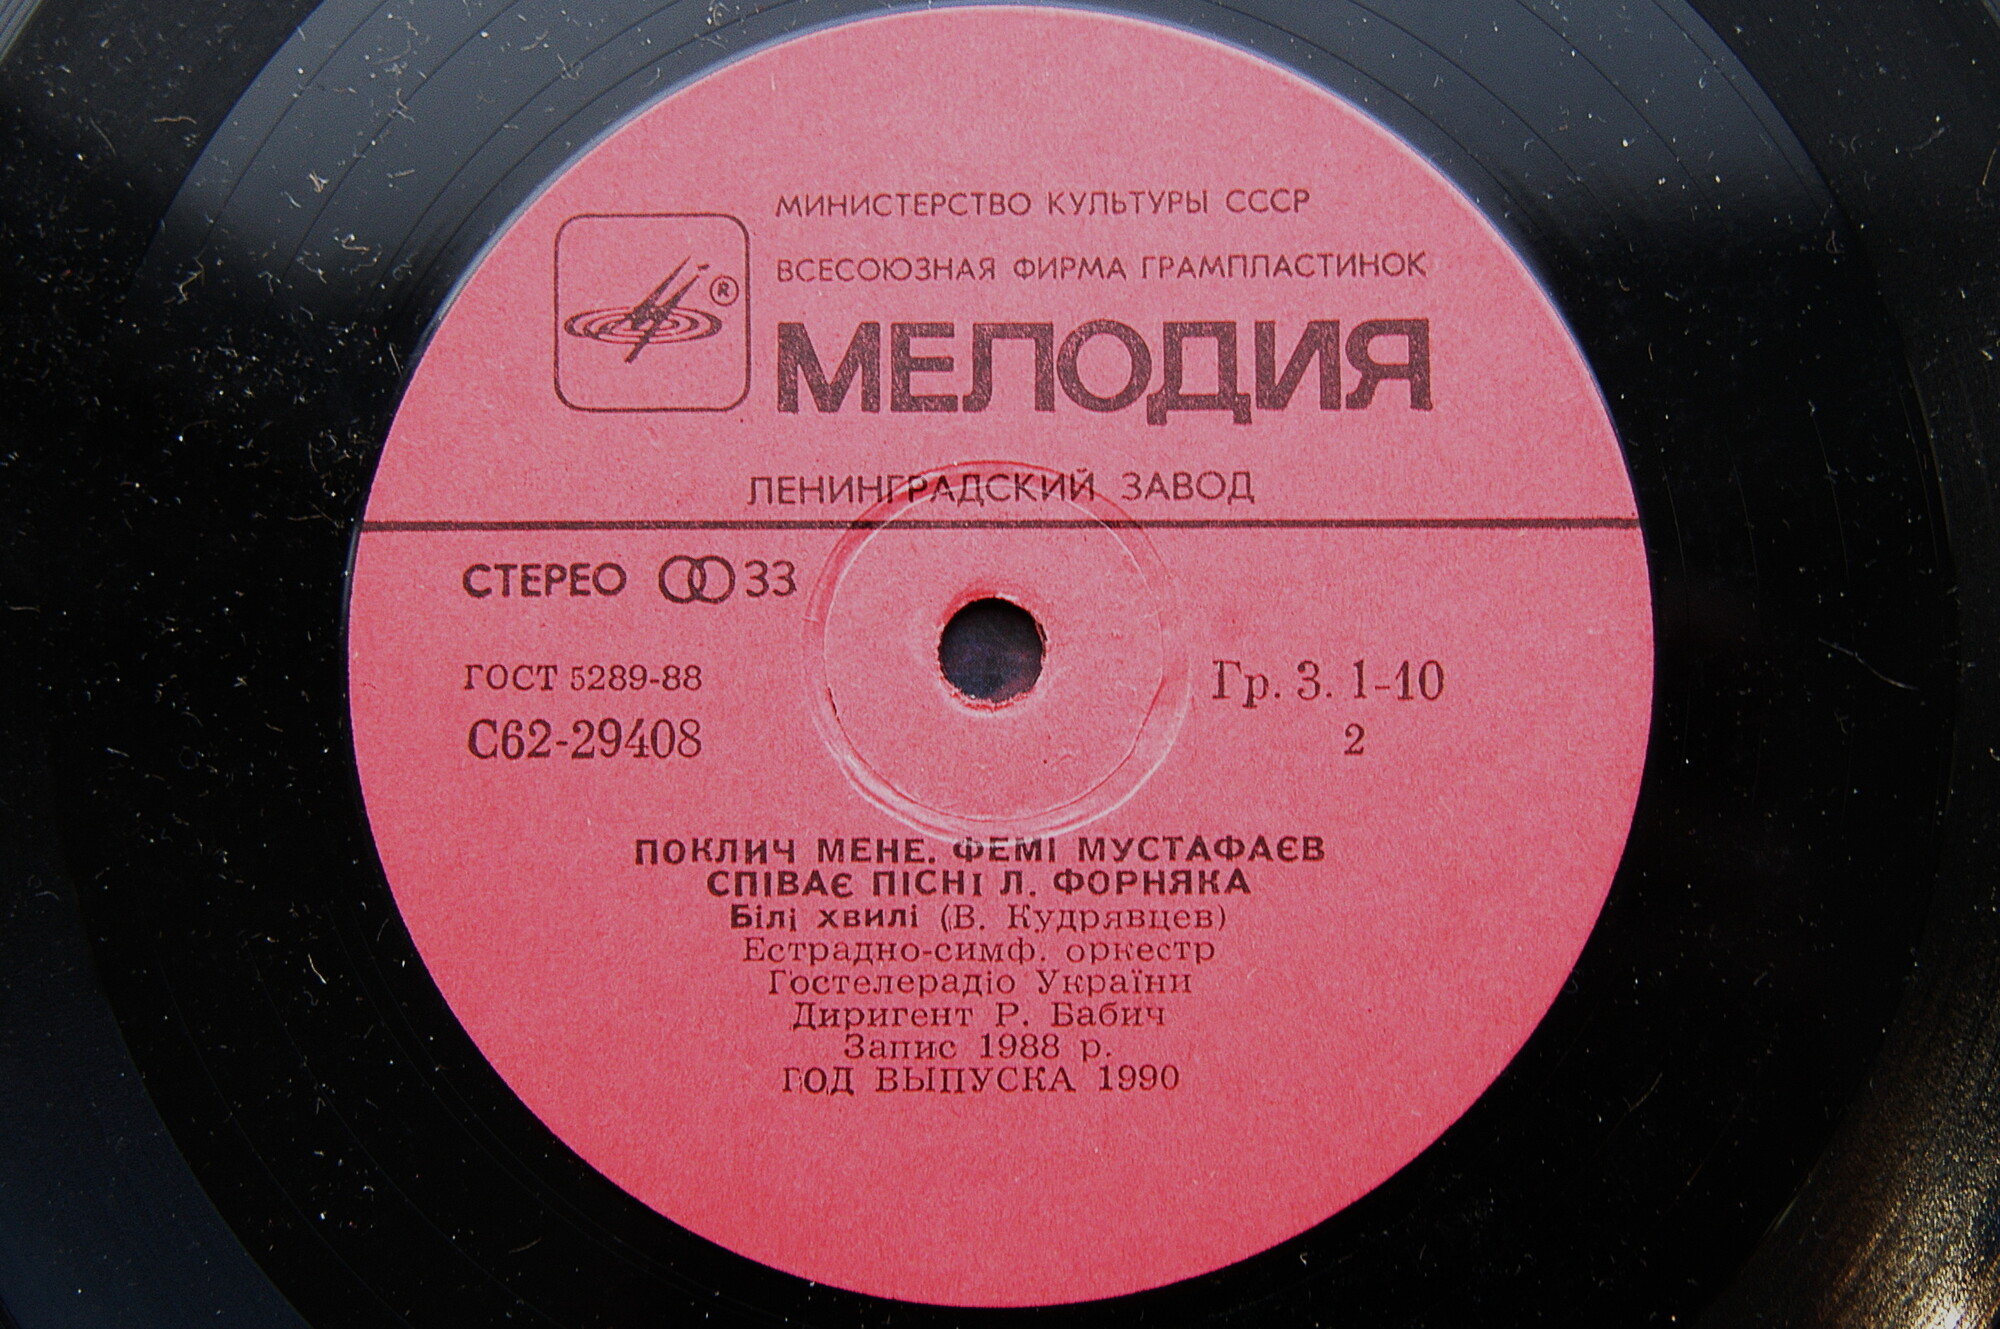 МИНИСТЕРСТВО КУЛЬТУРЫ СССР
ВСЕСОЮЗНАЯ ФИРМА ГРАМПЛАСТИНОК
®
МЕЛОДИЯ
ЛЕНИНГРАДСКИЙ ЗАВОД
СТЕРЕО 33
ГОСТ 5289-88
С62-29408
Гр. 3. 1-10
2
ПОКЛИЧ МЕНЕ. ФЕМІ МУСТАФАЄВ
СПІВАЄ ПІСНІ Л. ФОРНЯКА
Білі хвилі (В. Кудрявцев)
Естрадно-симф. оркестр
Гостелерадіо України
Диригент Р. Бабич
Запис 1988 р.
ГОД ВЫПУСКА 1990